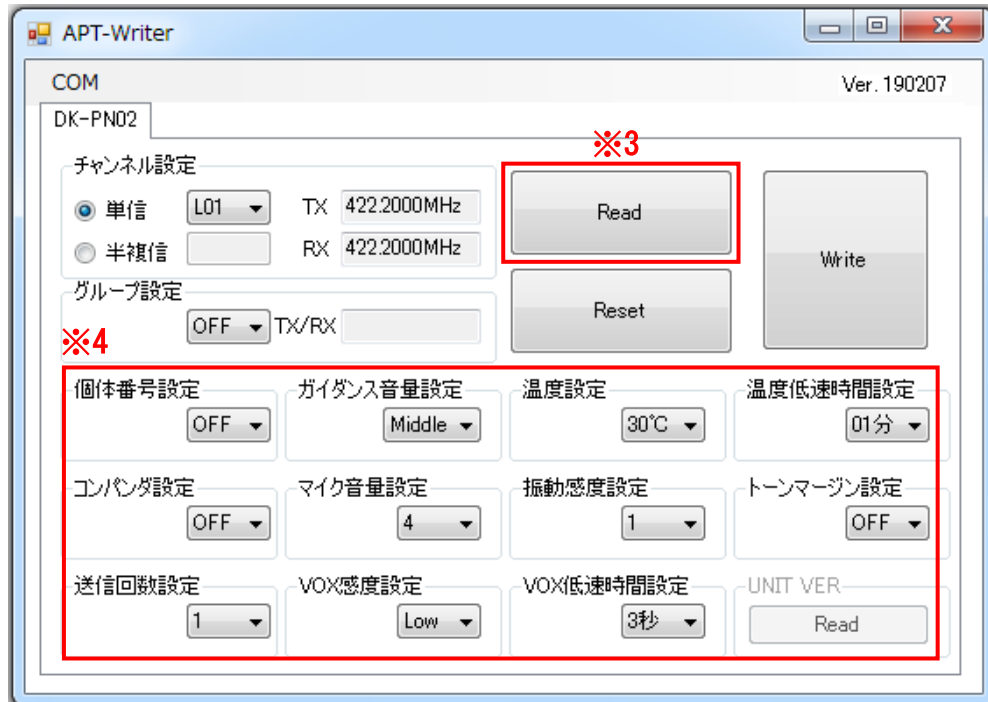 APT-Writer
COM
Ver. 190207
DK-PN02
※3
チャンネル設定
単信 L01 TX 422.2000MHz
半複信 RX 422.2000MHz
Read
Write
グループ設定
OFF TX/RX
Reset
※4
個体番号設定 ガイダンス音量設定 温度設定 温度低速時間設定
OFF Middle 30℃ 01分
コンパンダ設定 マイク音量設定 振動感度設定 トーンマージン設定
OFF 4 1 OFF
送信回数設定 VOX感度設定 VOX低速時間設定 UNIT VER
1 Low 3秒 Read